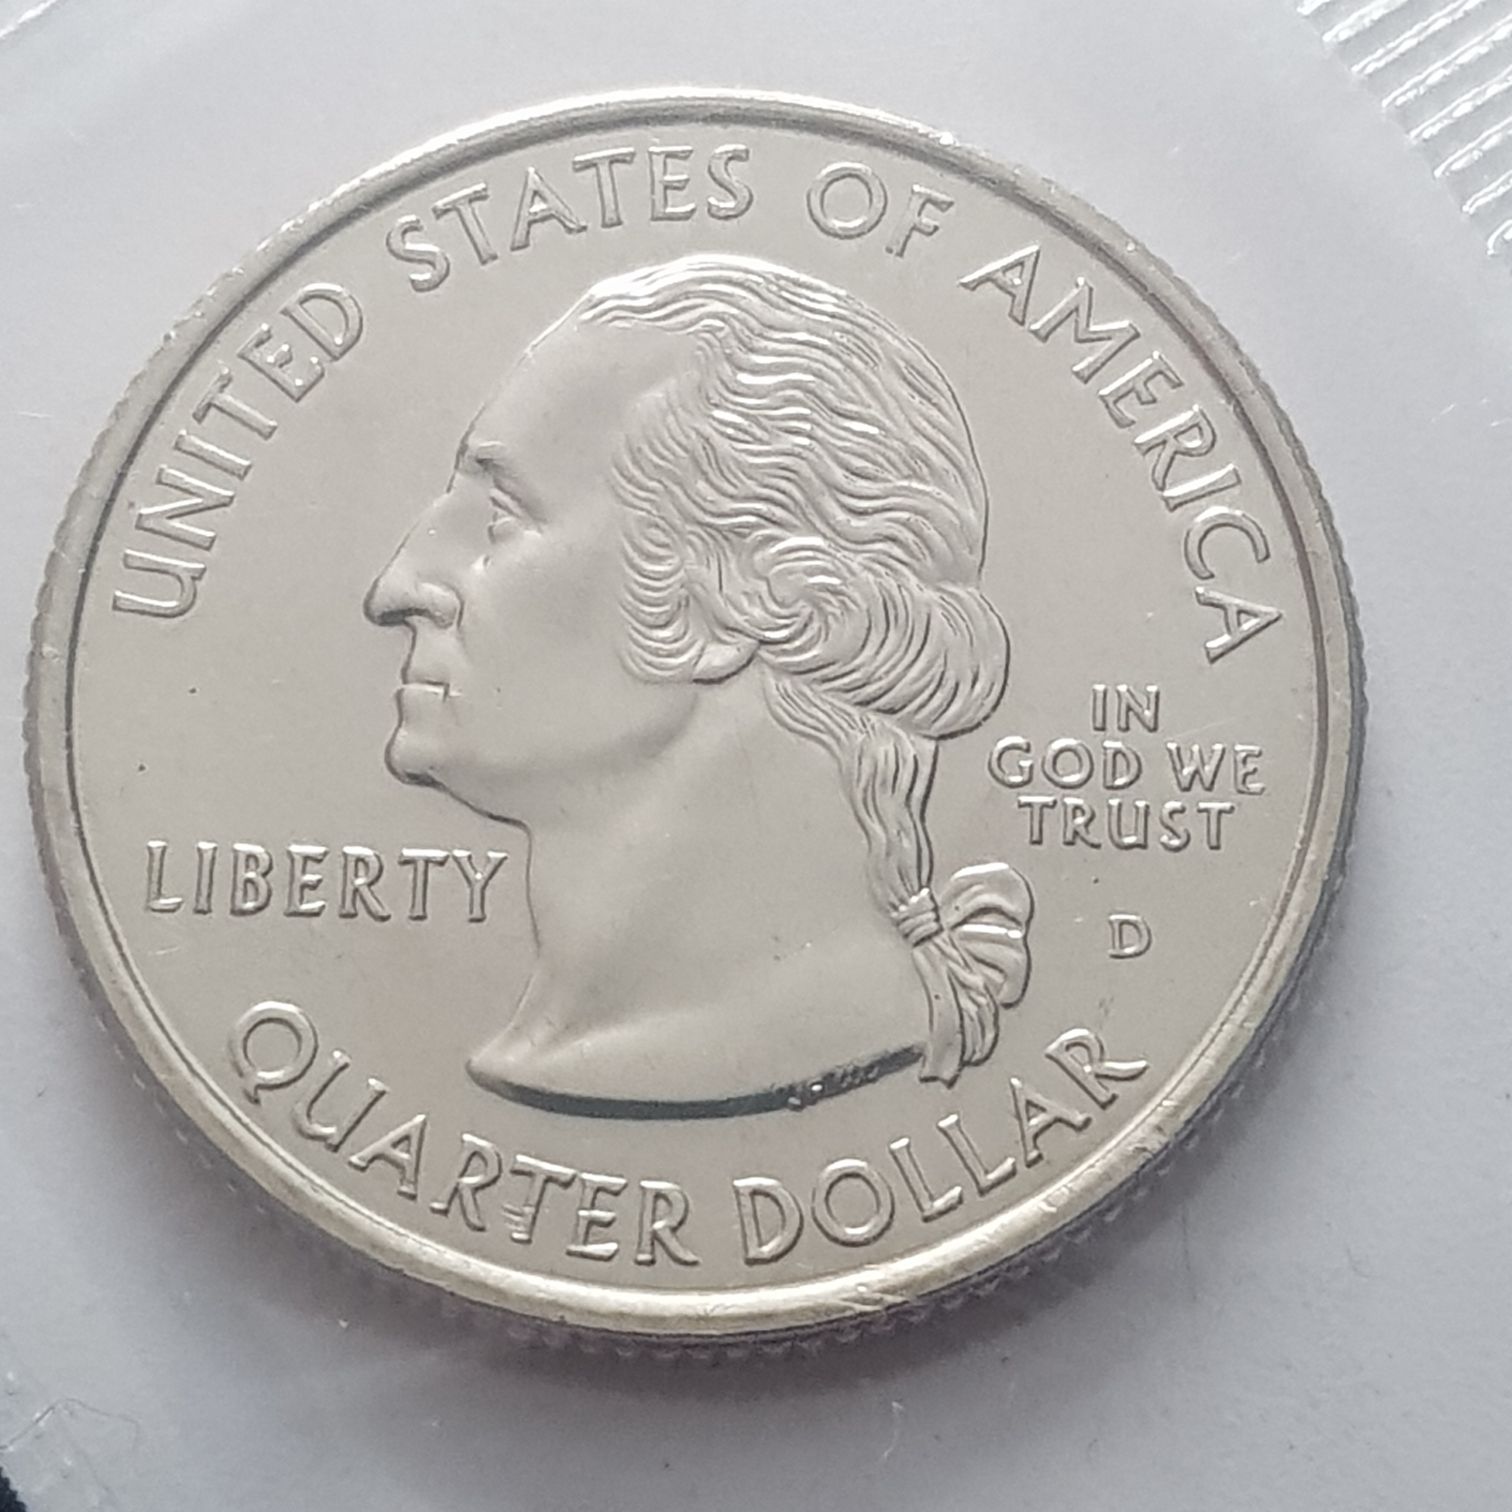 UNITED STATES OF AMERICA
LIBERTY
IN
GOD WE
TRUST
D
QUARTER DOLLAR